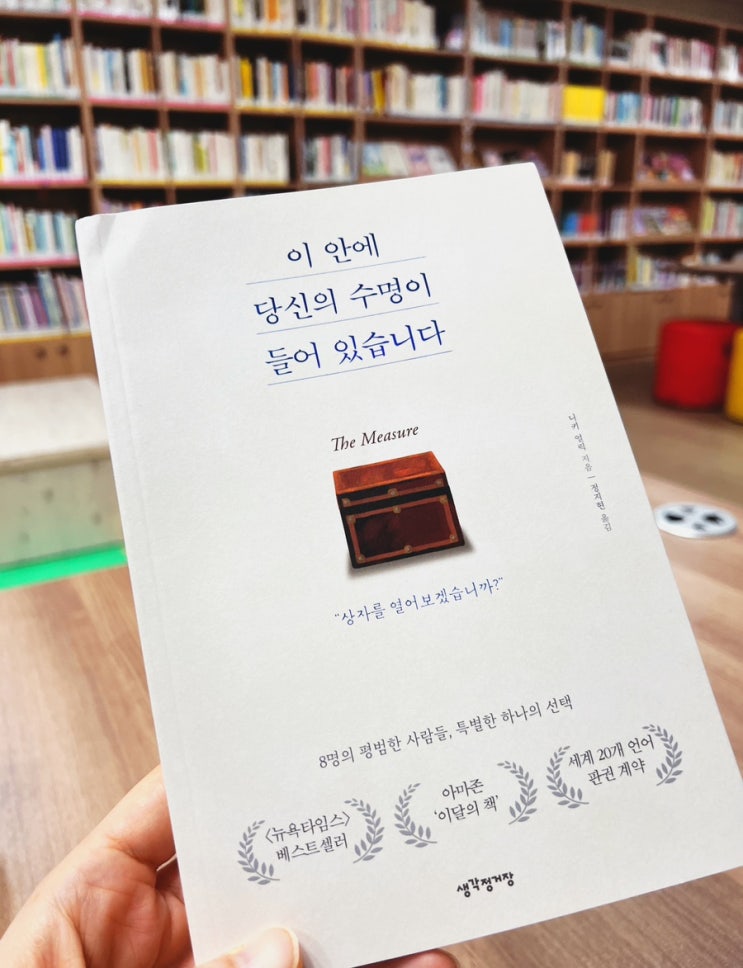 이 안에
당신의 수명이
들어 있습니다
The Measure
니키 얼릭 지음 | 정지현 옮김
"상자를 열어보겠습니까?"
8명의 평범한 사람들, 특별한 하나의 선택
〈뉴욕타임스〉
베스트셀러
아마존
'이달의 책'
세계 20개 언어
판권 계약
생각정거장